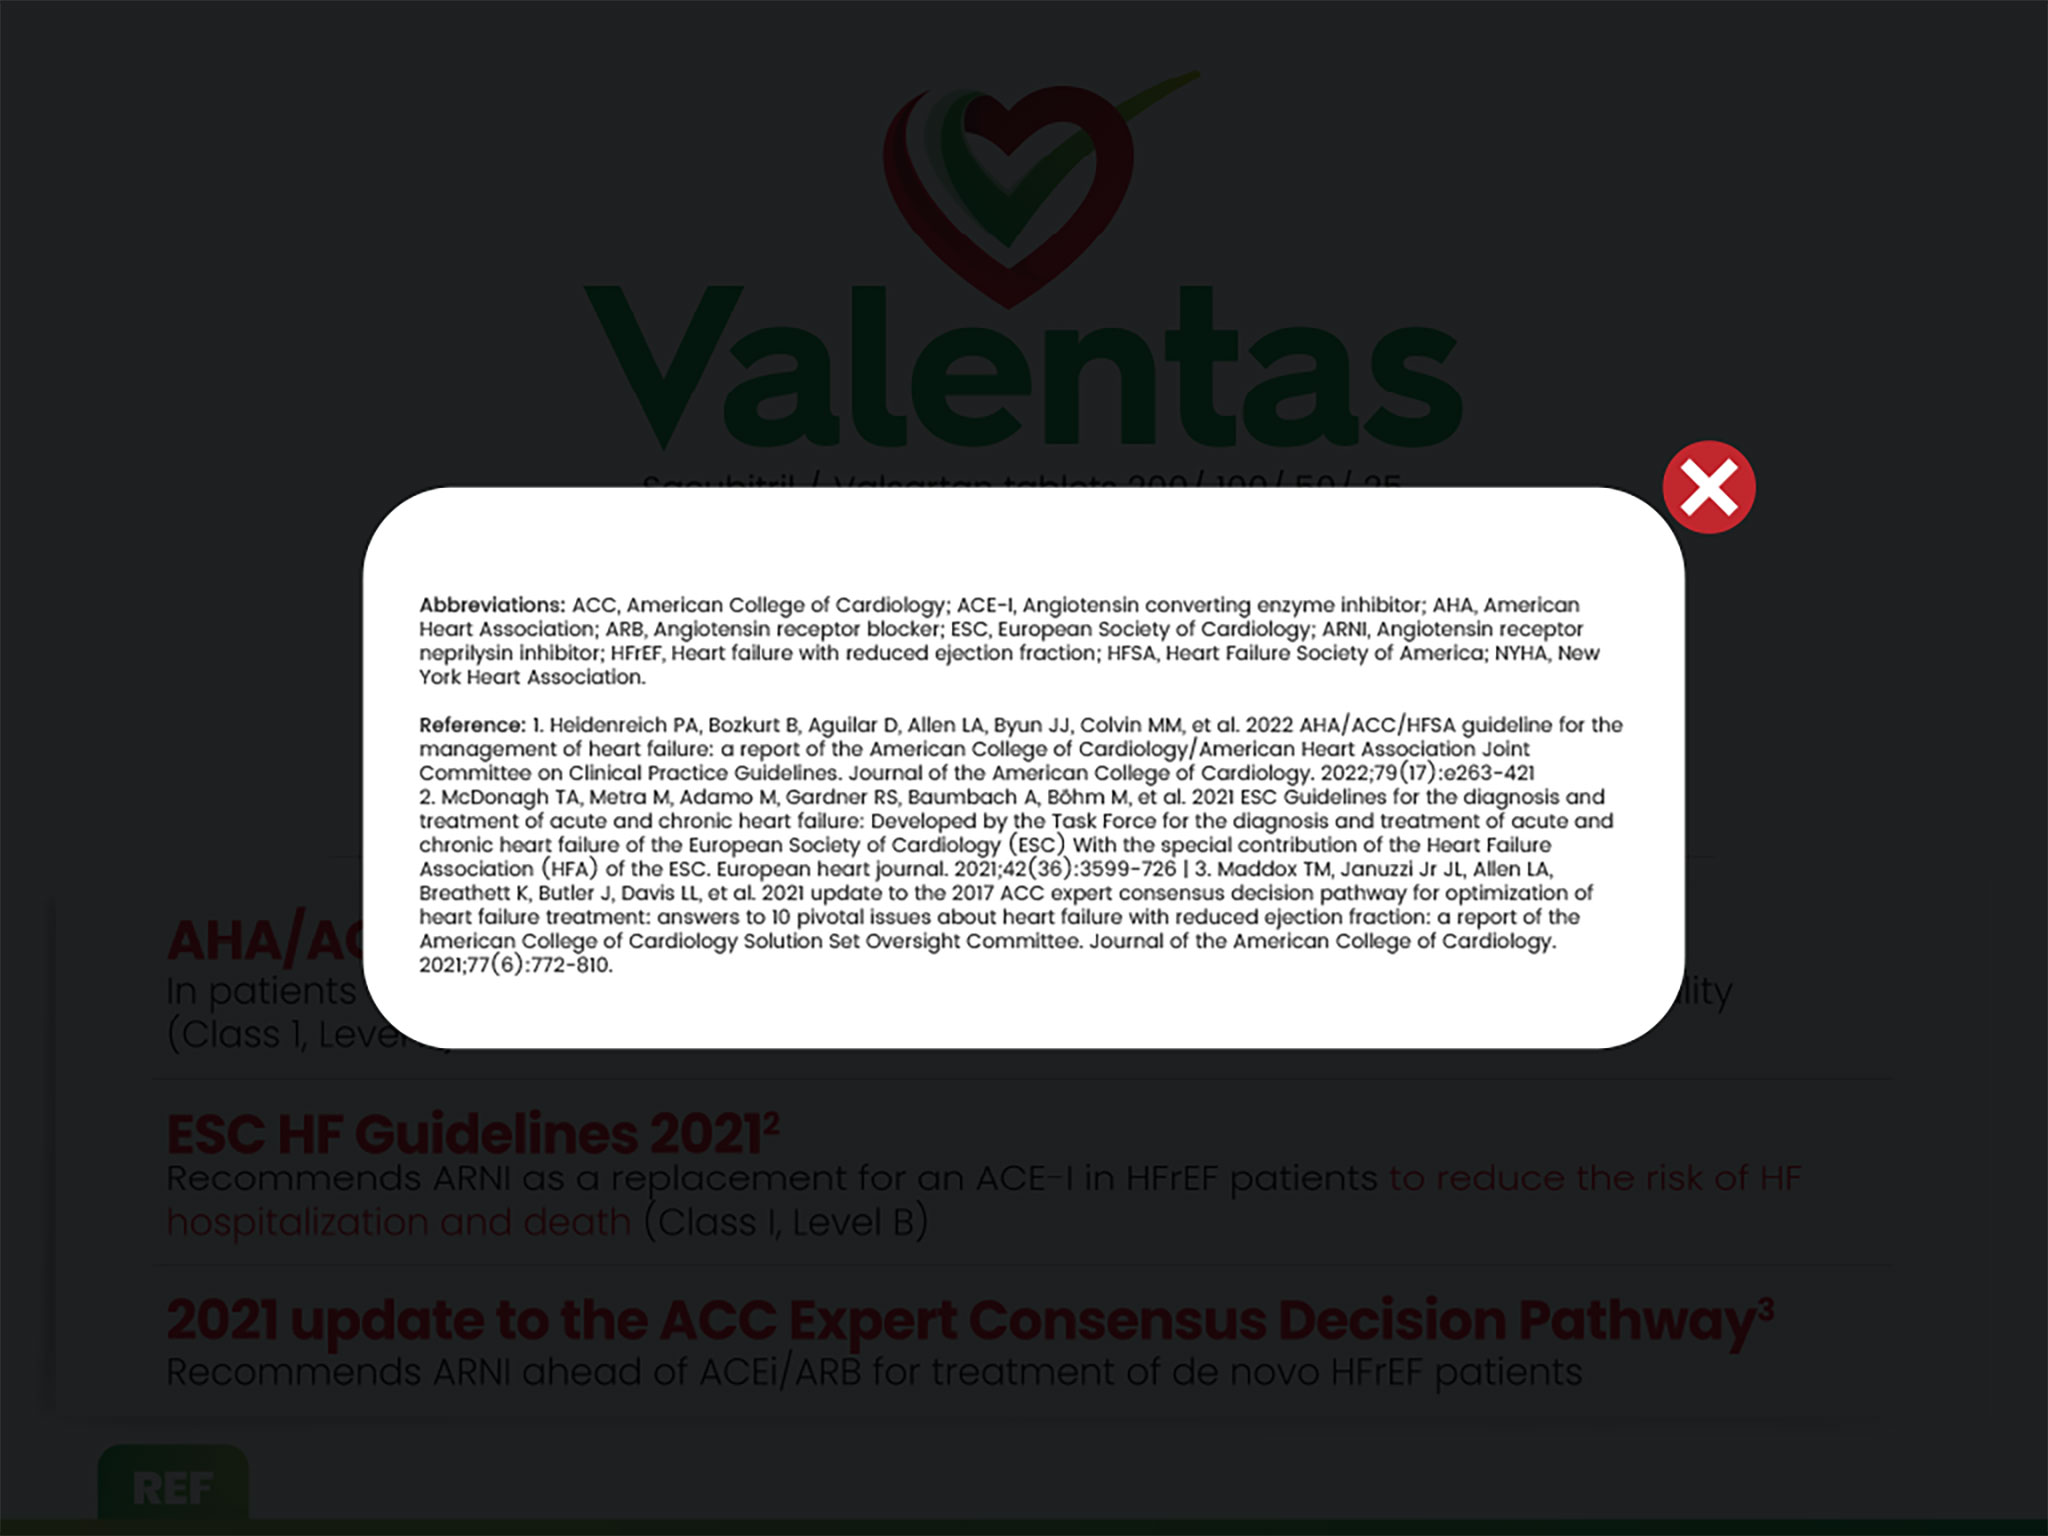 Valentas
Sacubitril / Valsartan tablets 200/ 100/ 50/ 25
Abbreviations: ACC, American College of Cardiology; ACE-I, Angiotensin converting enzyme inhibitor; AHA, American
Heart Association; ARB, Angiotensin receptor blocker; ESC, European Society of Cardiology; ARNI, Angiotensin receptor
neprilysin inhibitor; HFrEF, Heart failure with reduced ejection fraction; HFSA, Heart Failure Society of America; NYHA, New
York Heart Association.
Reference: 1. Heidenreich PA, Bozkurt B, Aguilar D, Allen LA, Byun JJ, Colvin MM, et al. 2022 AHA/ACC/HFSA guideline for the
management of heart failure: a report of the American College of Cardiology/American Heart Association Joint
Committee on Clinical Practice Guidelines. Journal of the American College of Cardiology. 2022;79(17):e263-421
2. McDonagh TA, Metra M, Adamo M, Gardner RS, Baumbach A, Böhm M, et al. 2021 ESC Guidelines for the diagnosis and
treatment of acute and chronic heart failure: Developed by the Task Force for the diagnosis and treatment of acute and
chronic heart failure of the European Society of Cardiology (ESC) With the special contribution of the Heart Failure
Association (HFA) of the ESC. European heart journal. 2021;42(36):3599-726 | 3. Maddox TM, Januzzi Jr JL, Allen LA,
Breathett K, Butler J, Davis LL, et al. 2021 update to the 2017 ACC expert consensus decision pathway for optimization of
heart failure treatment: answers to 10 pivotal issues about heart failure with reduced ejection fraction: a report of the
American College of Cardiology Solution Set Oversight Committee. Journal of the American College of Cardiology.
2021;77(6):772-810.
AHA/AC
In patients lity
(Class 1, Level
ESC HF Guidelines 2021²
Recommends ARNI as a replacement for an ACE-I in HFrEF patients to reduce the risk of HF
hospitalization and death (Class I, Level B)
2021 update to the ACC Expert Consensus Decision Pathway³
Recommends ARNI ahead of ACEi/ARB for treatment of de novo HFrEF patients
REF